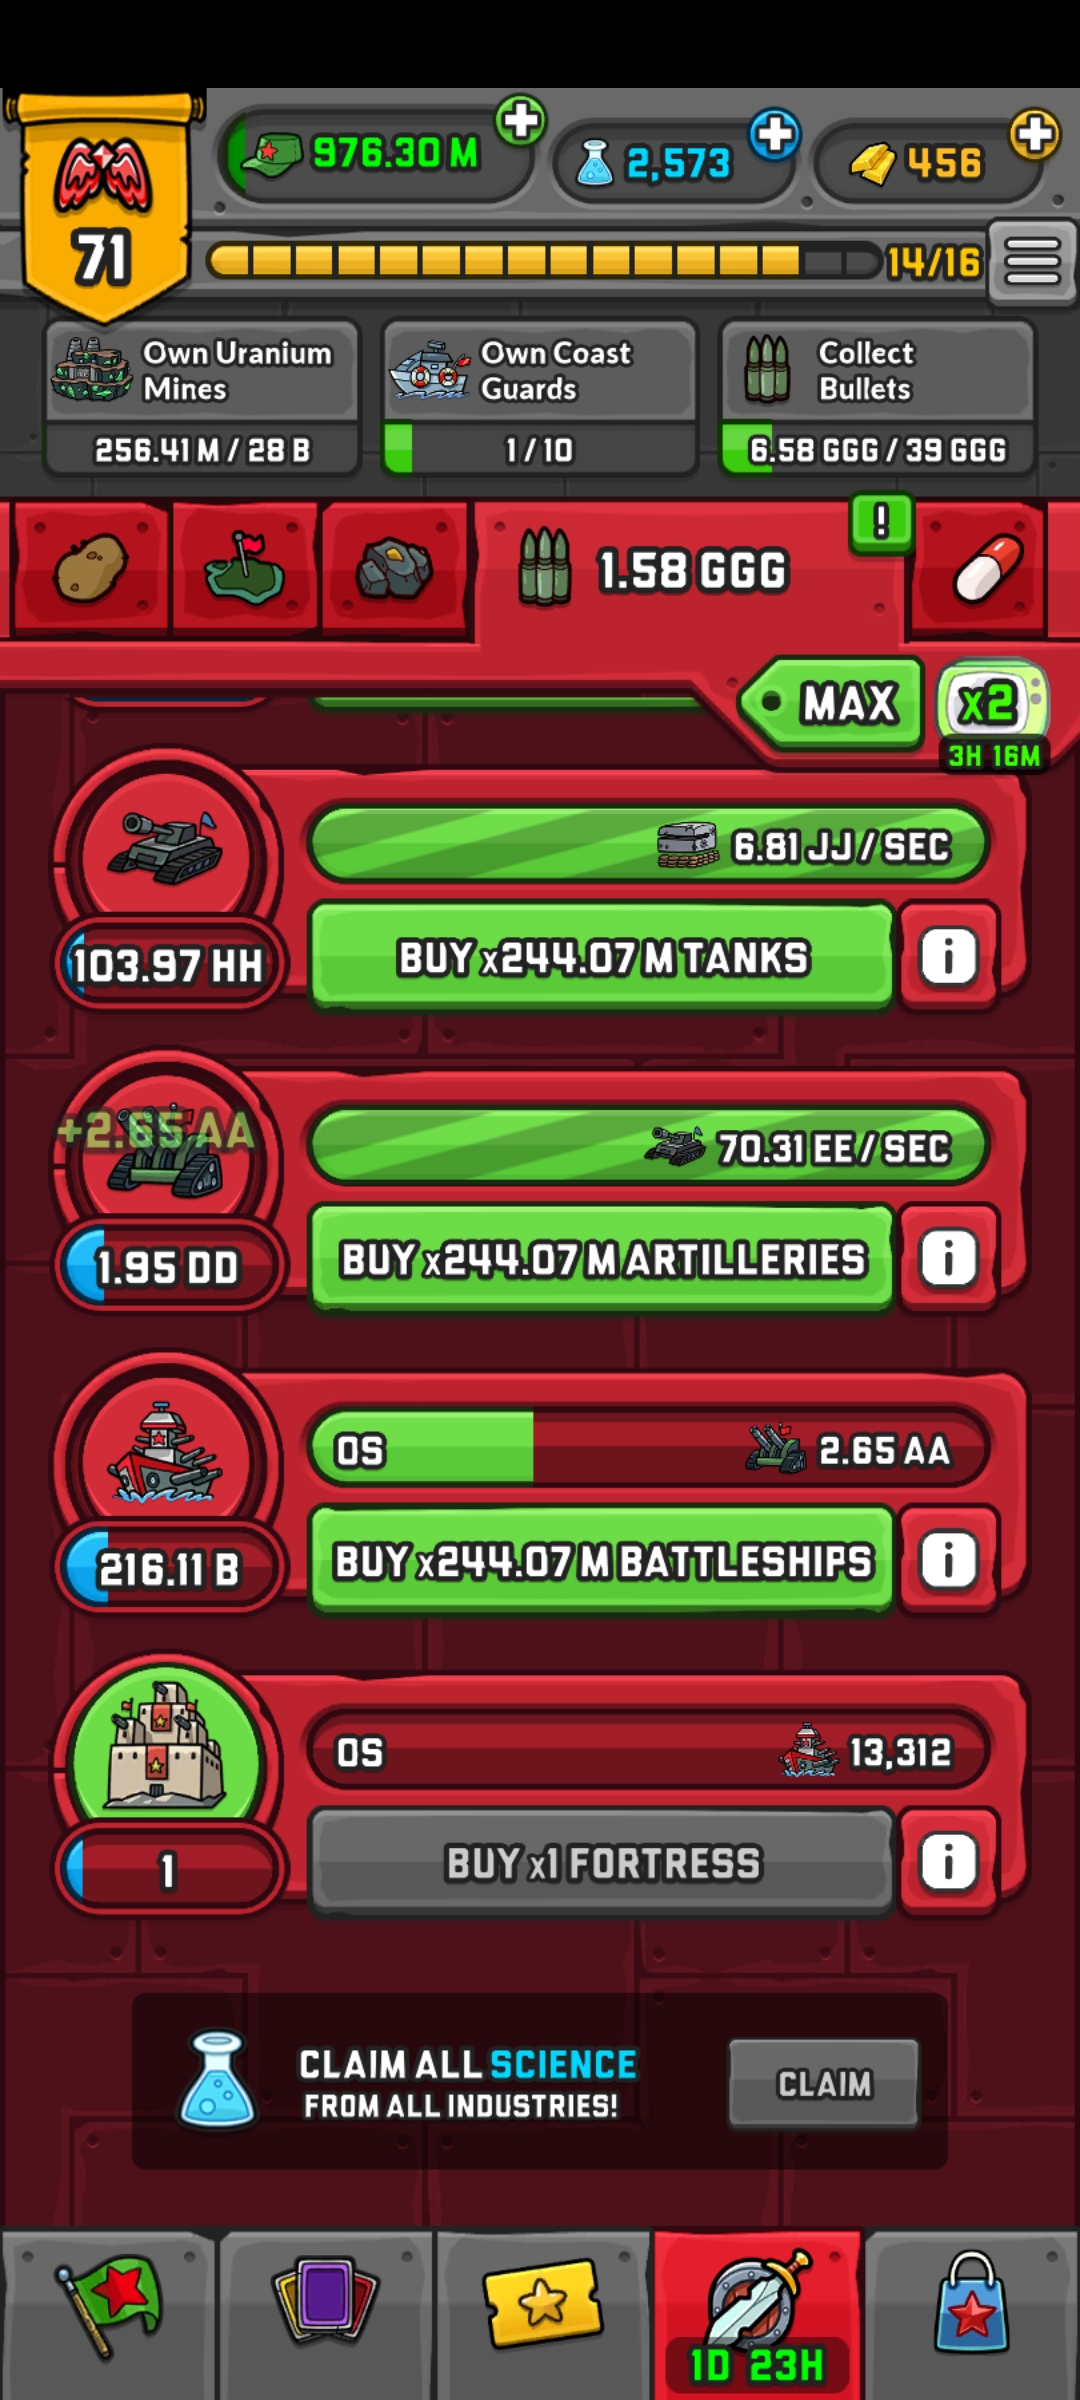 71
976.30 M
2,573
456
14/16
Own Uranium
Mines
256.41 M / 28 B
Own Coast
Guards
1 / 10
Collect
Bullets
6.58 GGG / 39 GGG
1.58 GGG
!
MAX
x2
3H 16M
6.81 JJ / SEC
103.97 HH
BUY x244.07 M TANKS
i
+2.65 AA
70.31 EE / SEC
1.95 DD
BUY x244.07 M ARTILLERIES
i
0S
2.65 AA
216.11 B
BUY x244.07 M BATTLESHIPS
i
0S
13,312
1
BUY x1 FORTRESS
i
CLAIM ALL SCIENCE
FROM ALL INDUSTRIES!
CLAIM
1D 23H